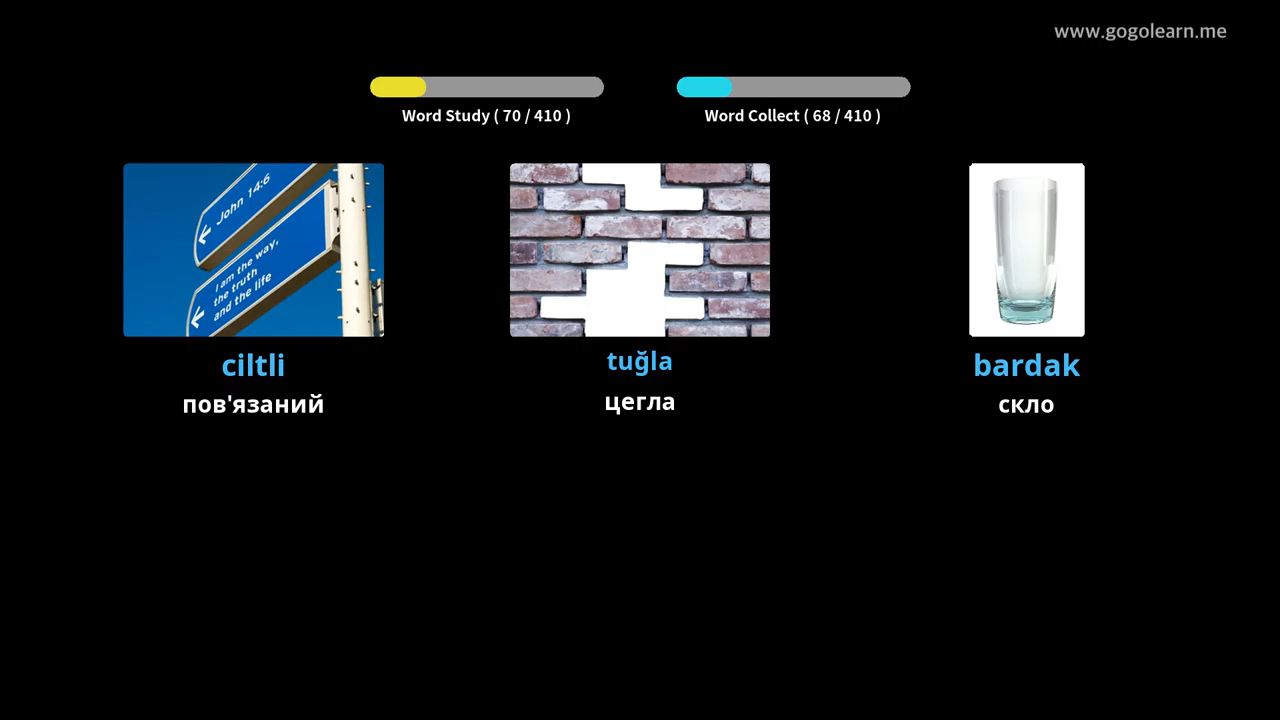 www.gogolearn.me
Word Study ( 70 / 410 )
Word Collect ( 68 / 410 )
John 14:6
I am the way,
the truth
and the life
ciltli
tuğla
bardak
пов'язаний
цегла
скло